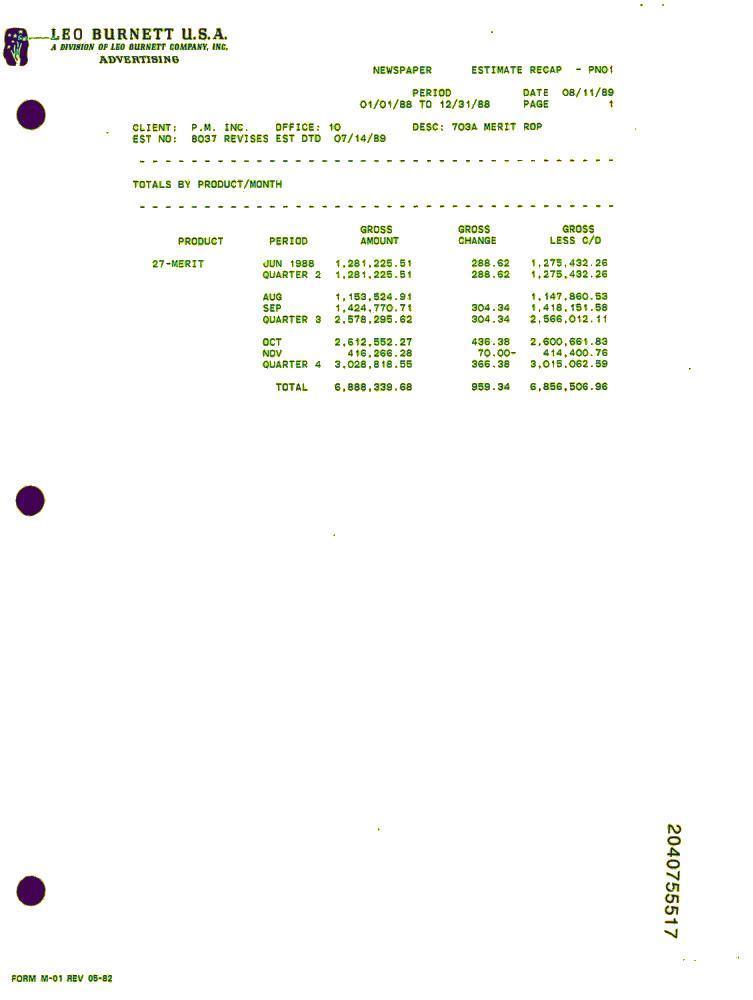 LEO BURNETT U.S.A.
A DIVISION OF LEO BURNETT COMPANY, INC.
ADVERTISING
NEWSPAPER ESTIMATE RECAP - PNO1
PERIOD DATE 08/11/89
01/01/88 TO 12/31/88 PAGE 1
CLIENT: P.M. INC. OFFICE: 10 DESC: 703A MERIT ROP
EST NO: 8037 REVISES EST DTD 07/14/89
TOTALS BY PRODUCT/MONTH
GROSS GROSS GROSS
PRODUCT PERIOD AMOUNT CHANGE LESS C/D
27-MERIT JUN 1988 1,281,225.51 288.62 1,275,432.26
QUARTER 2 1,281,225.51 288.62 1,275,432.26
AUG 1,153,524.91 1,147,860.53
SEP 1,424,770.71 304.34 1,418,151.58
QUARTER 3 2,578,295.62 304.34 2,566,012.11
OCT 2,612,552.27 436.38 2,600,661.83
NOV 416,266.28 70.00- 414,400.76
QUARTER 4 3,028,818.55 366.38 3,015,062.59
TOTAL 6,888,339.68 959.34 6,856,506.96
2040755517
FORM M-01 REV 05-82